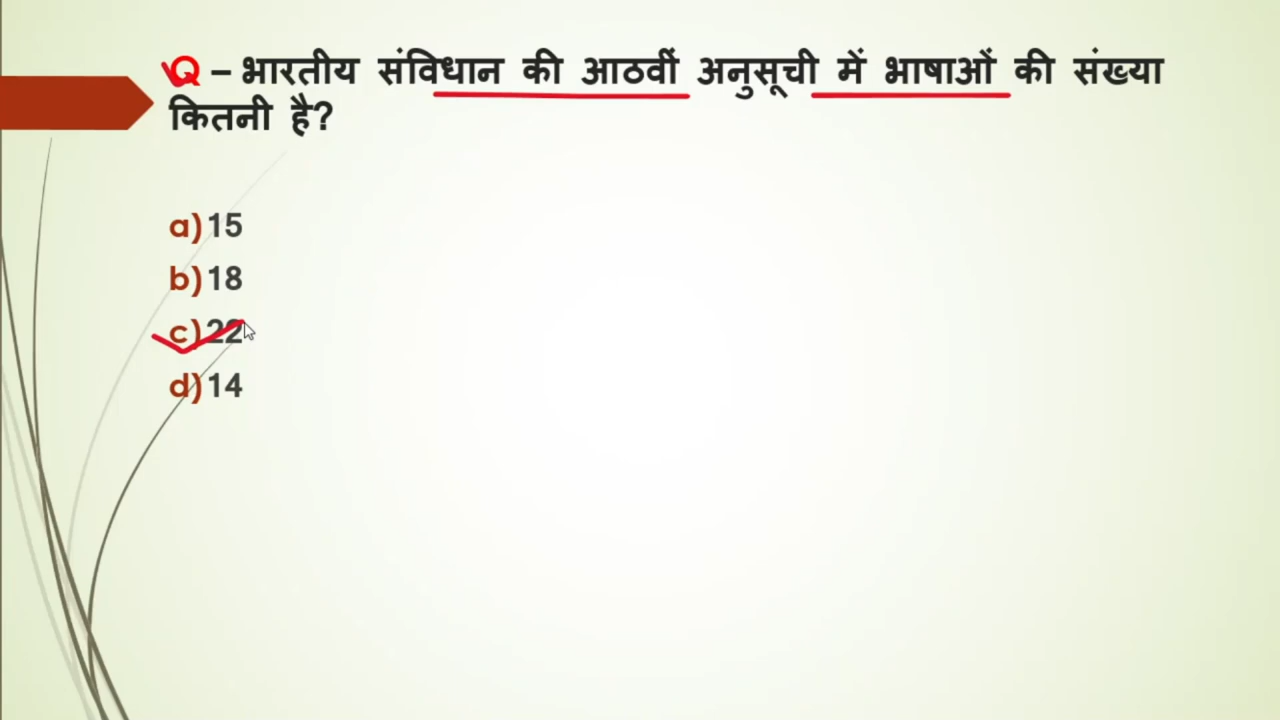 Q – भारतीय संविधान की आठवीं अनुसूची में भाषाओं की संख्या
कितनी है?
a) 15
b) 18
c) 22
d) 14